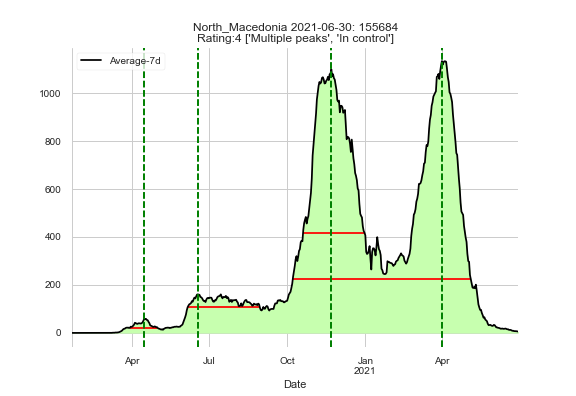 North_Macedonia 2021-06-30: 155684
Rating:4 ['Multiple peaks', 'In control']
Average-7d
1000
800
600
400
200
0
Apr Jul Oct Jan Apr
2021
Date